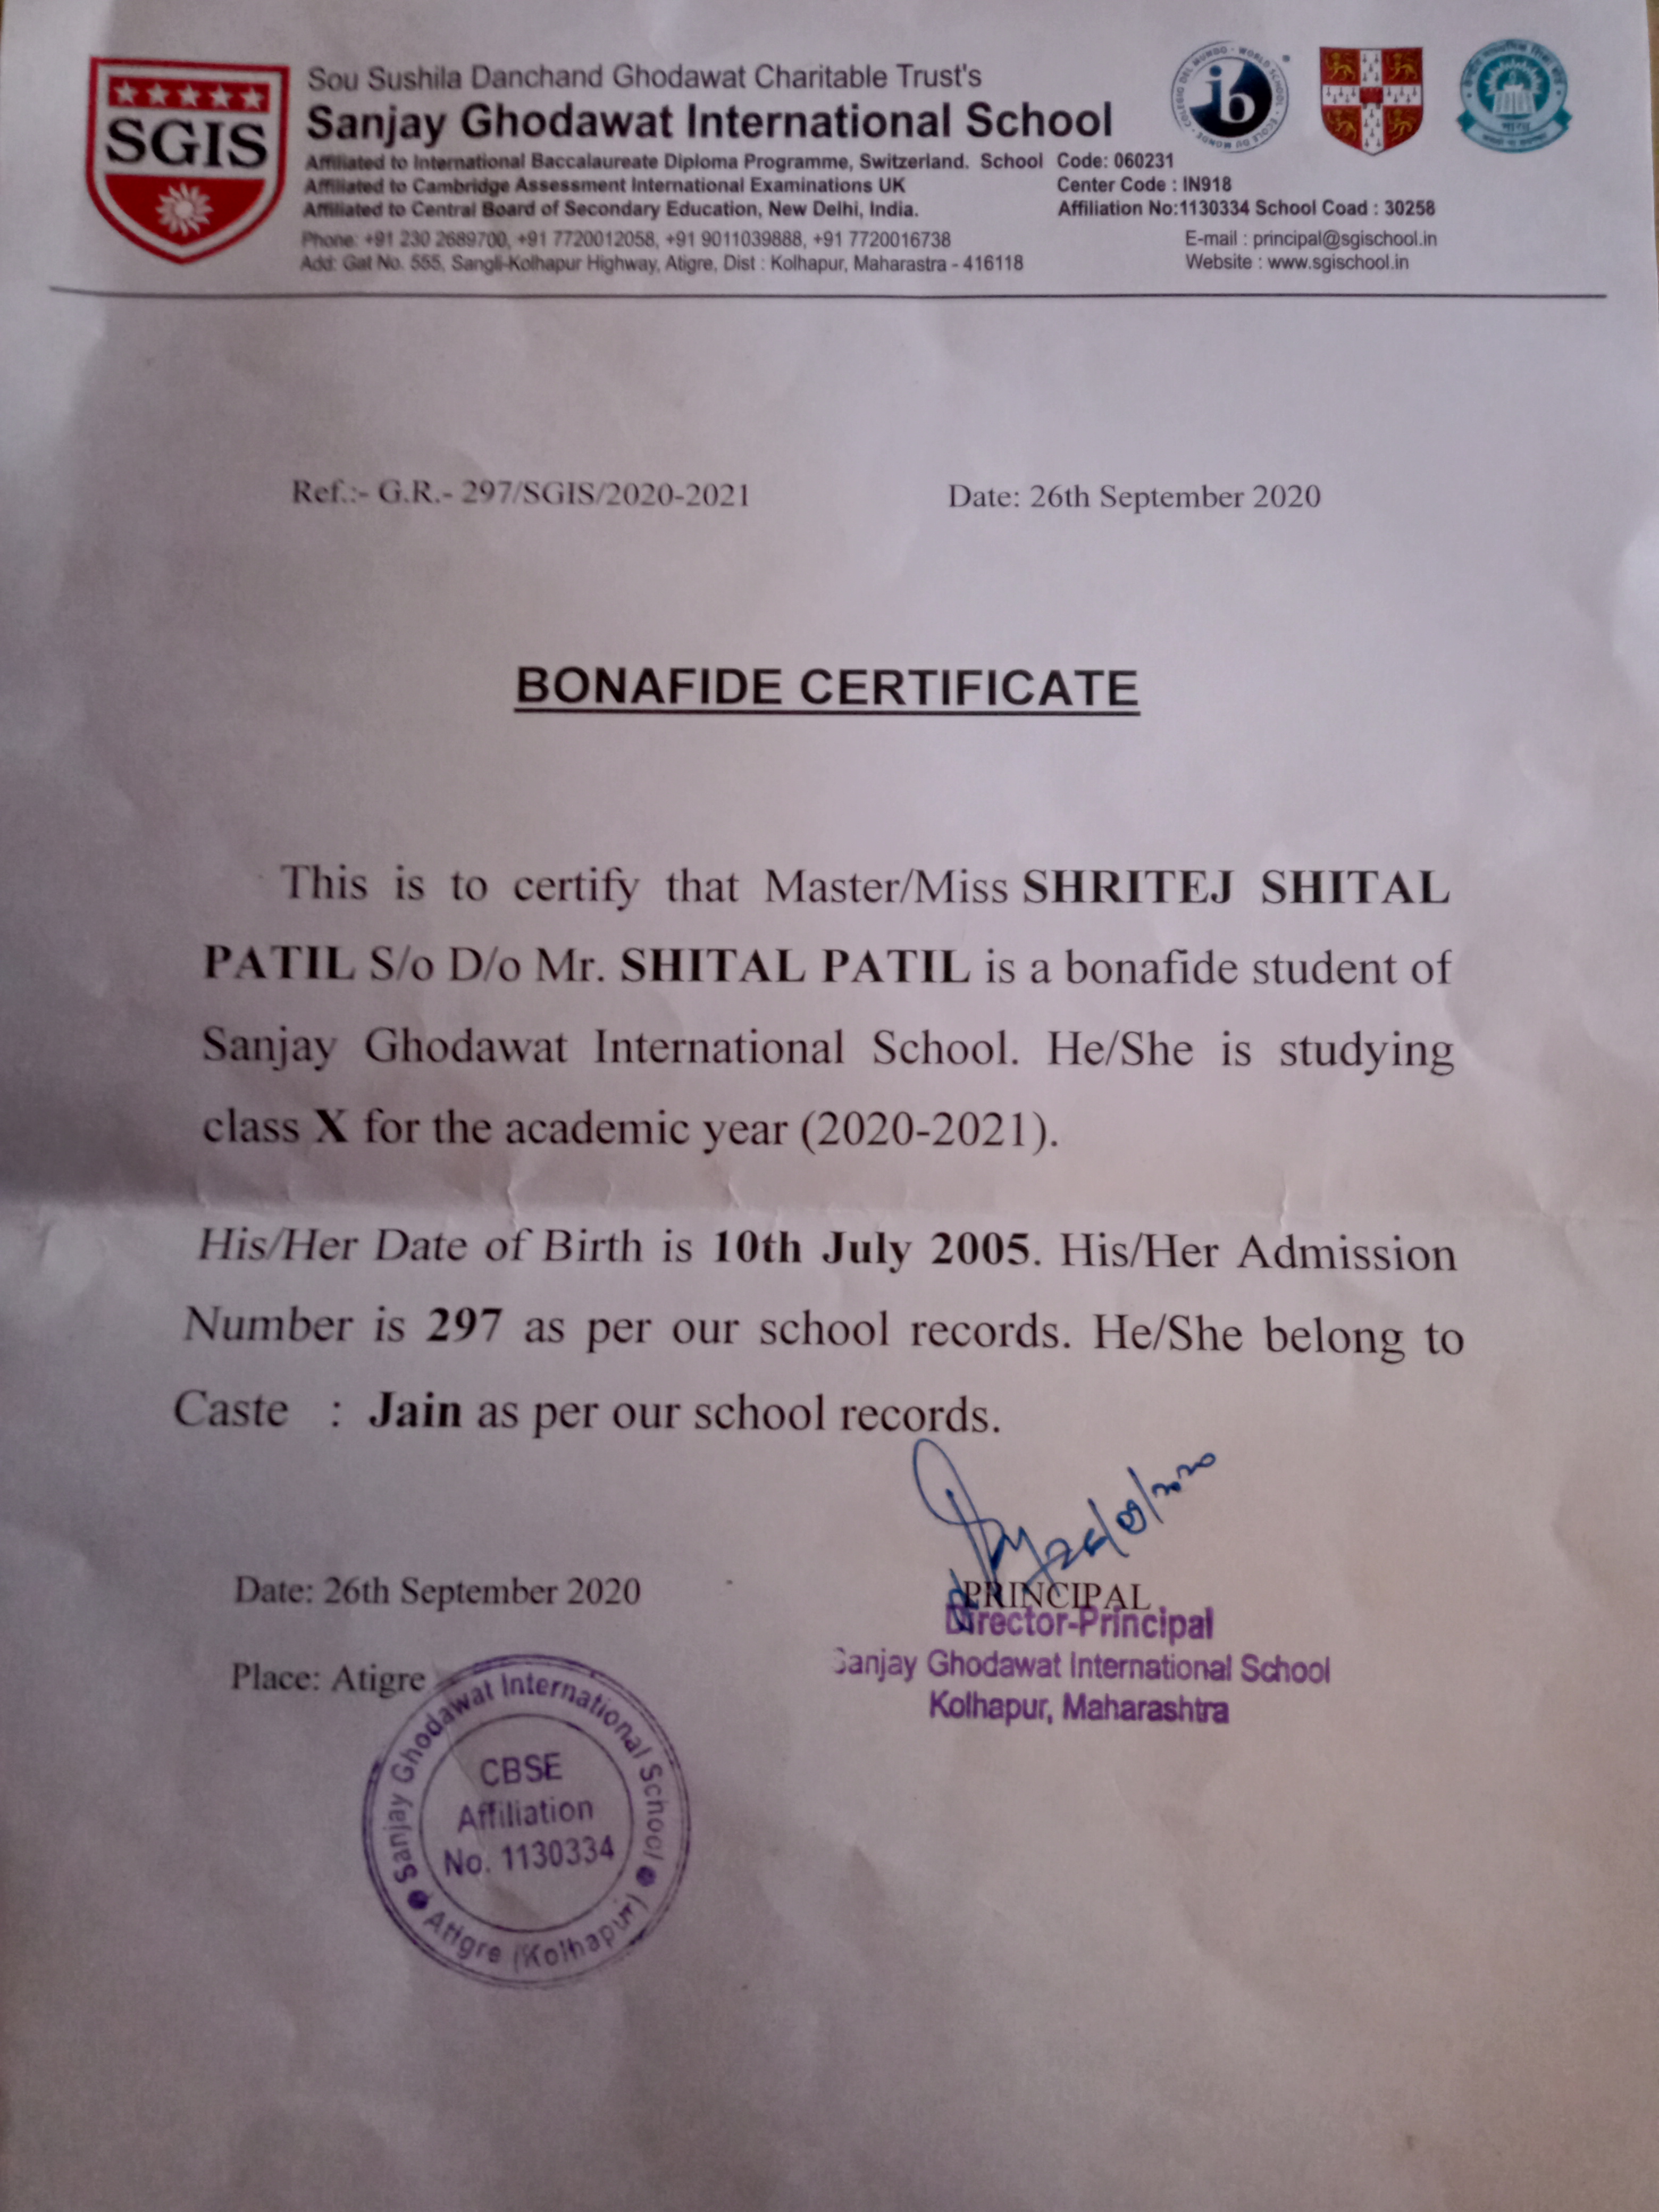 SGIS
Sou Sushila Danchand Ghodawat Charitable Trust's
Sanjay Ghodawat International School
Affiliated to International Baccalaureate Diploma Programme, Switzerland. School Code: 060231
Affiliated to Cambridge Assessment International Examinations UK Center Code : IN918
Affiliated to Central Board of Secondary Education, New Delhi, India. Affiliation No:1130334 School Coad : 30258
Phone: +91 230 2689700, +91 7720012058, +91 9011039888, +91 7720016738 E-mail : principal@sgischool.in
Add: Gat No. 555, Sangli-Kolhapur Highway, Atigre, Dist : Kolhapur, Maharastra - 416118 Website : www.sgischool.in
ib
भारत
Ref.:- G.R.- 297/SGIS/2020-2021 Date: 26th September 2020
BONAFIDE CERTIFICATE
This is to certify that Master/Miss SHRITEJ SHITAL
PATIL S/o D/o Mr. SHITAL PATIL is a bonafide student of
Sanjay Ghodawat International School. He/She is studying
class X for the academic year (2020-2021).
His/Her Date of Birth is 10th July 2005. His/Her Admission
Number is 297 as per our school records. He/She belong to
Caste : Jain as per our school records.
Date: 26th September 2020
PRINCIPAL
Director-Principal
Sanjay Ghodawat International School
Kolhapur, Maharashtra
Place: Atigre
Sanjay Ghodawat International School
CBSE
Affiliation
No. 1130334
Atigre (Kolhapur)